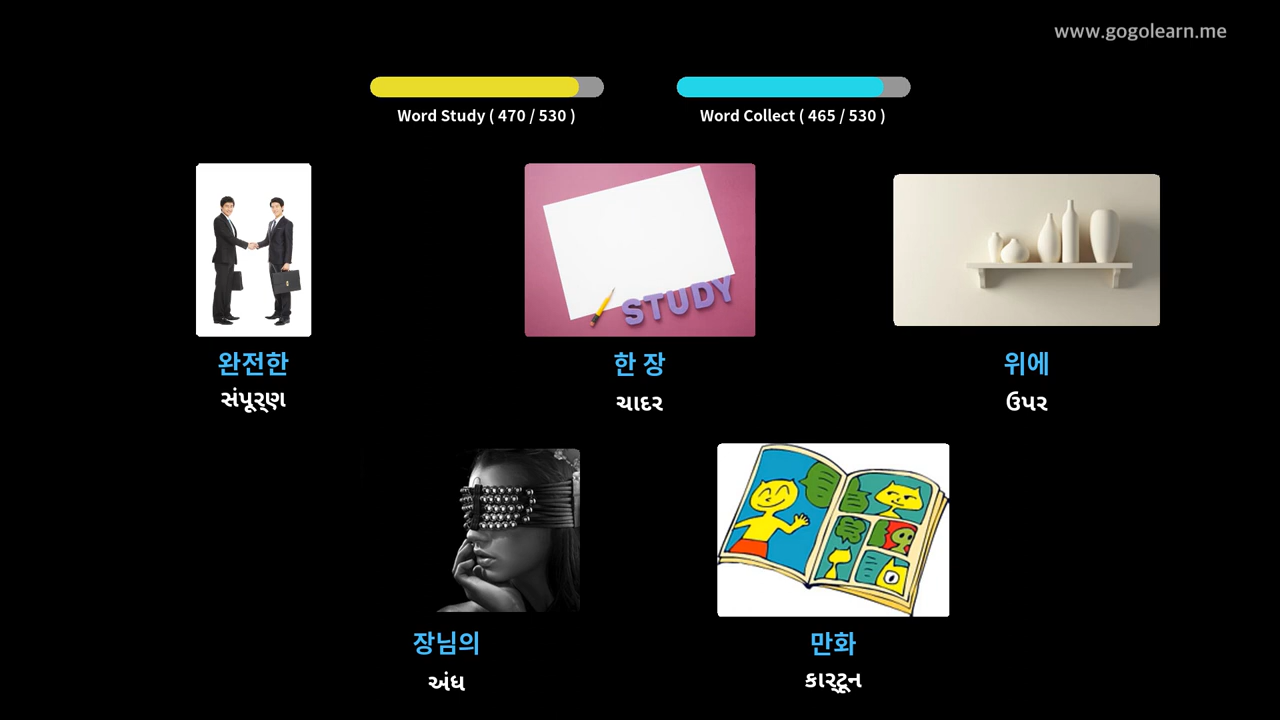 www.gogolearn.me
Word Study ( 470 / 530 )
Word Collect ( 465 / 530 )
STUDY
완전한
સંપૂર્ણ
한 장
ચાદર
위에
ઉપર
장님의
અંધ
만화
કાર્ટૂન